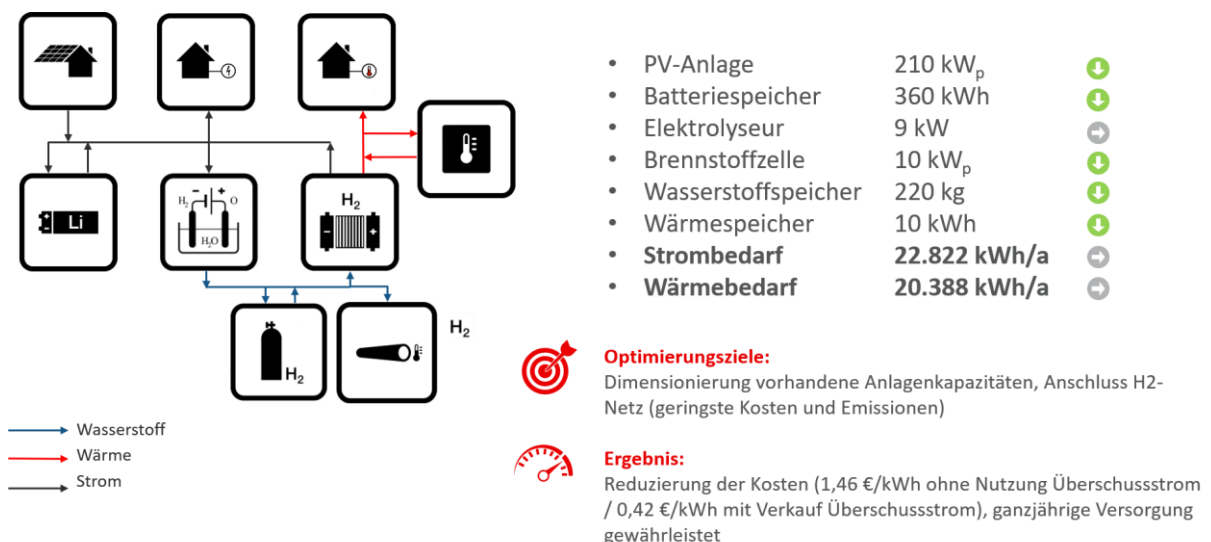 Li
H₂ − + O
H₂O
H₂
− +
H₂
H₂
Wasserstoff
Wärme
Strom
• PV-Anlage 210 kWₚ
• Batteriespeicher 360 kWh
• Elektrolyseur 9 kW
• Brennstoffzelle 10 kWₚ
• Wasserstoffspeicher 220 kg
• Wärmespeicher 10 kWh
• Strombedarf 22.822 kWh/a
• Wärmebedarf 20.388 kWh/a
Optimierungsziele:
Dimensionierung vorhandene Anlagenkapazitäten, Anschluss H2-
Netz (geringste Kosten und Emissionen)
Ergebnis:
Reduzierung der Kosten (1,46 €/kWh ohne Nutzung Überschussstrom
/ 0,42 €/kWh mit Verkauf Überschussstrom), ganzjährige Versorgung
gewährleistet